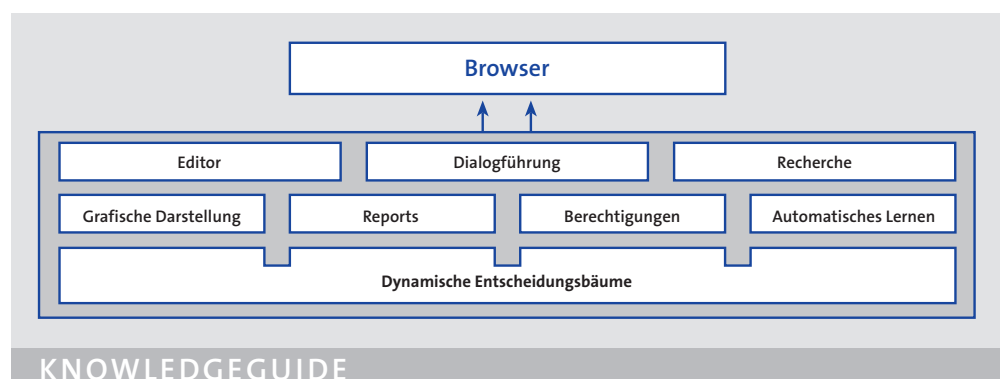 Browser
Editor
Dialogführung
Recherche
Grafische Darstellung
Reports
Berechtigungen
Automatisches Lernen
Dynamische Entscheidungsbäume
KNOWLEDGEGUIDE